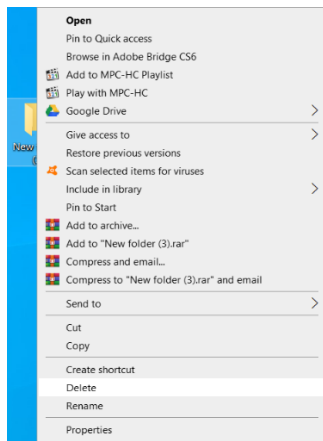 Open
Pin to Quick access
Browse in Adobe Bridge CS6
Add to MPC-HC Playlist
Play with MPC-HC
Google Drive
Give access to
New
Restore previous versions
Scan selected items for viruses
Include in library
Pin to Start
Add to archive...
Add to "New folder (3).rar"
Compress and email...
Compress to "New folder (3).rar" and email
Send to
Cut
Copy
Create shortcut
Delete
Rename
Properties